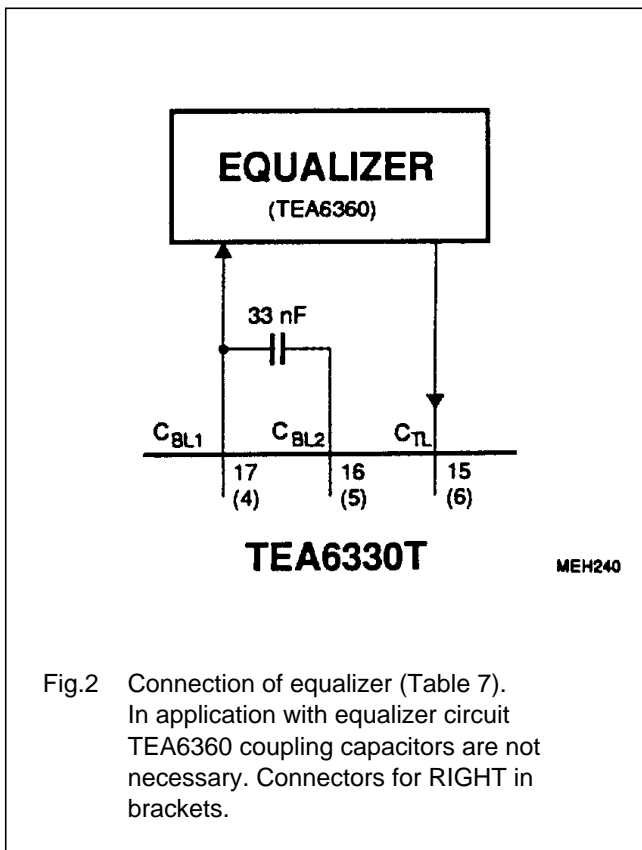 EQUALIZER
(TEA6360)
33 nF
CBL1 CBL2 CTL
17 16 15
(4) (5) (6)
TEA6330T
MEH240
Fig.2 Connection of equalizer (Table 7).
In application with equalizer circuit
TEA6360 coupling capacitors are not
necessary. Connectors for RIGHT in
brackets.